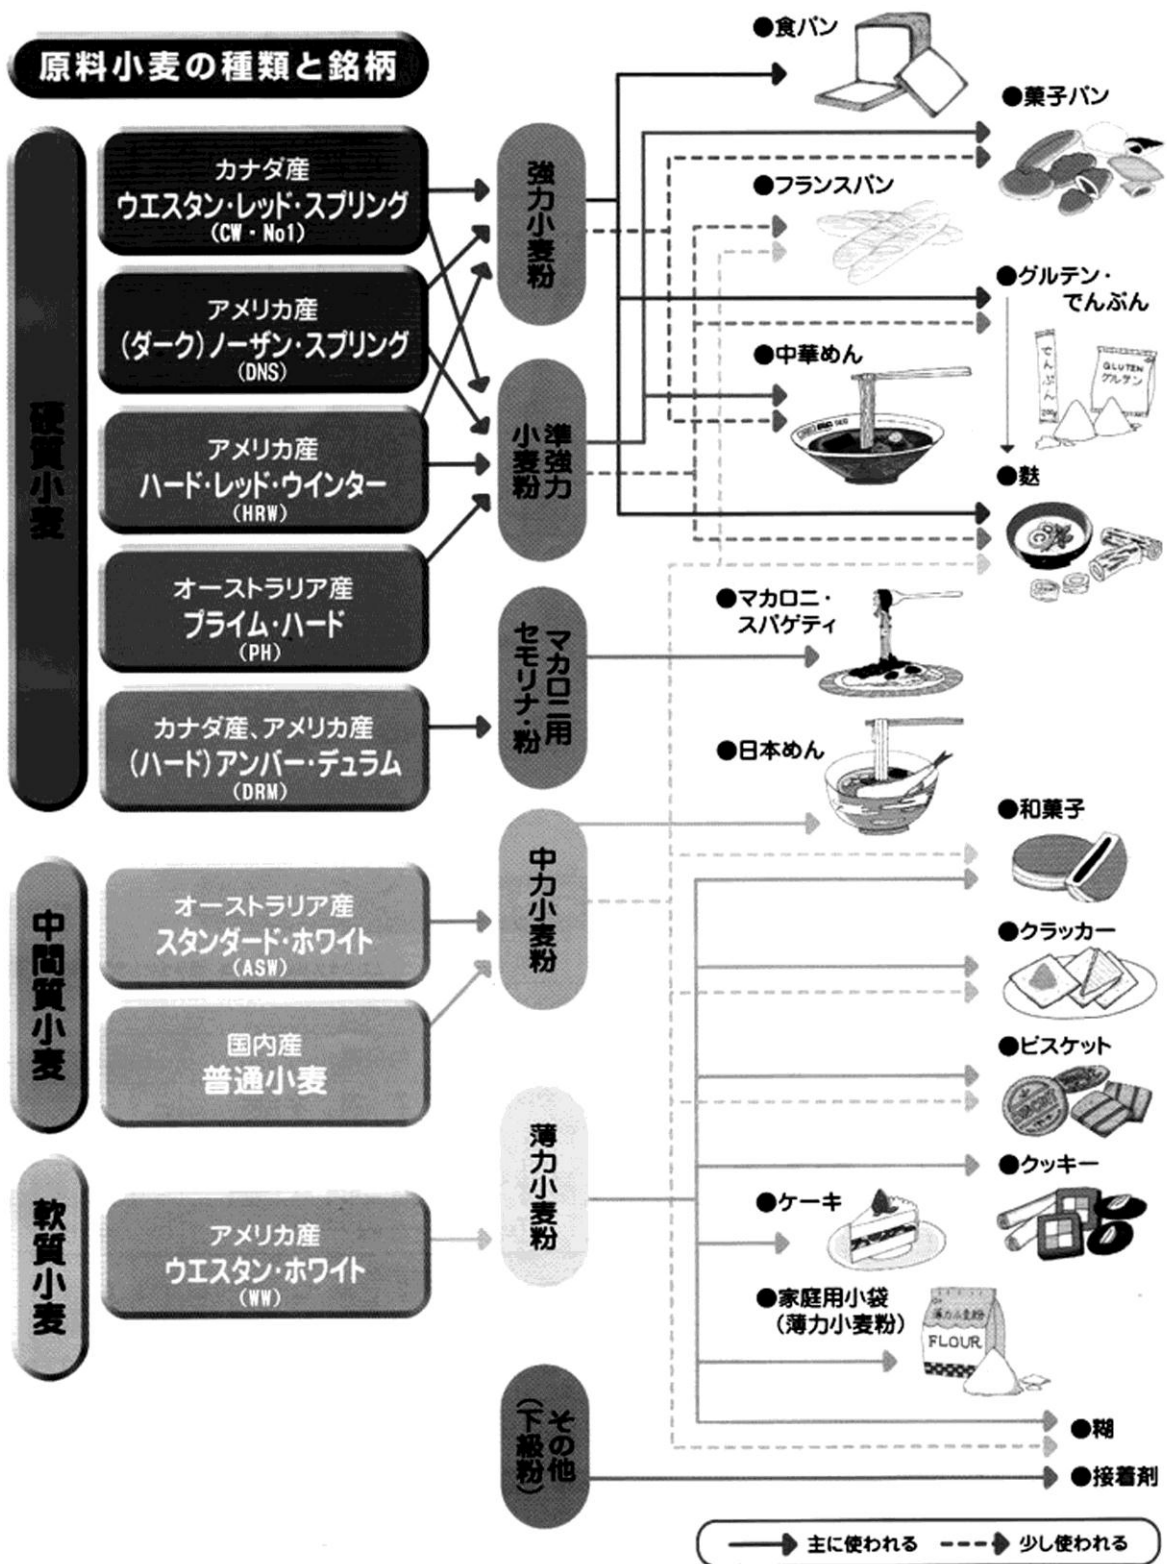 原料小麦の種類と銘柄
硬質小麦
カナダ産
ウエスタン・レッド・スプリング
(CW・No1)
アメリカ産
(ダーク)ノーザン・スプリング
(DNS)
アメリカ産
ハード・レッド・ウインター
(HRW)
オーストラリア産
プライム・ハード
(PH)
カナダ産、アメリカ産
(ハード)アンバー・デュラム
(DRM)
中間質小麦
オーストラリア産
スタンダード・ホワイト
(ASW)
国内産
普通小麦
軟質小麦
アメリカ産
ウエスタン・ホワイト
(WW)
強力小麦粉
準強力
小麦粉
マカロニ用
セモリナ・粉
中力小麦粉
薄力小麦粉
その他
(下級粉)
●食パン
●菓子パン
●フランスパン
●グルテン・
でんぷん
でんぷん
200g
GLUTEN
グルテン
●中華めん
●麩
●マカロニ・
スパゲティ
●日本めん
●和菓子
●クラッカー
●ビスケット
●クッキー
●ケーキ
●家庭用小袋
(薄力小麦粉)
薄力小麦粉
FLOUR
●糊
●接着剤
主に使われる
少し使われる